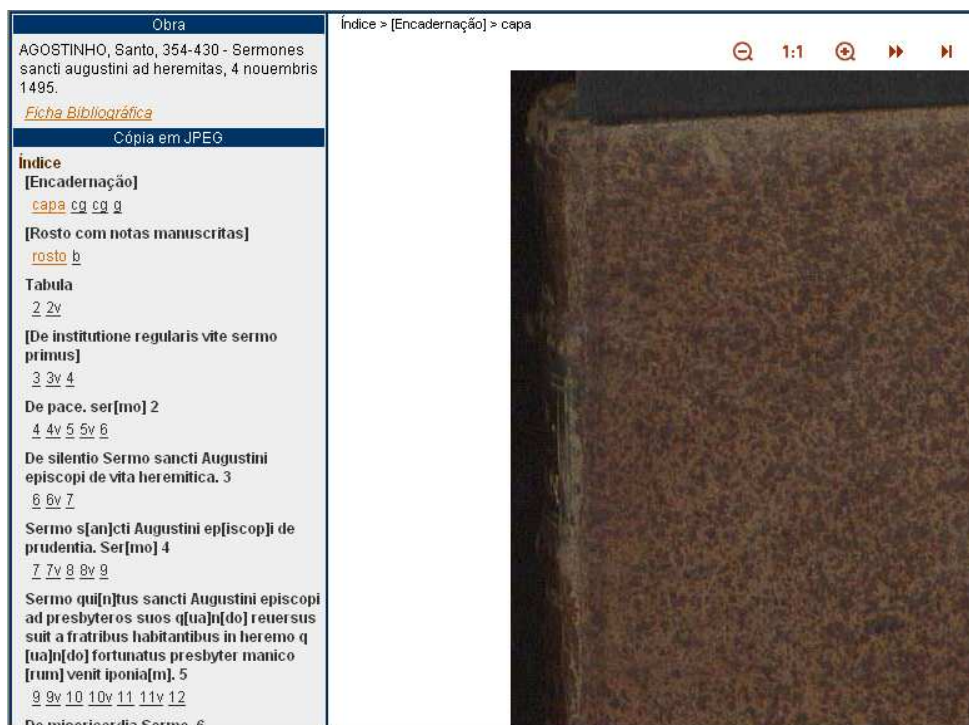 Obra
AGOSTINHO, Santo, 354-430 - Sermones
sancti augustini ad heremitas, 4 nouembris
1495.
Ficha Bibliográfica
Cópia em JPEG
Índice
[Encadernação]
capa cg cg g
[Rosto com notas manuscritas]
rosto b
Tabula
2 2v
[De institutione regularis vite sermo
primus]
3 3v 4
De pace. ser[mo] 2
4 4v 5 5v 6
De silentio Sermo sancti Augustini
episcopi de vita heremitica. 3
6 6v 7
Sermo s[an]cti Augustini ep[iscop]i de
prudentia. Ser[mo] 4
7 7v 8 8v 9
Sermo qui[n]tus sancti Augustini episcopi
ad presbyteros suos q[ua]n[do] reuersus
suit a fratribus habitantibus in heremo q
[ua]n[do] fortunatus presbyter manico
[rum] venit iponia[m]. 5
9 9v 10 10v 11 11v 12
De misericordia Sermo. 6
Índice > [Encadernação] > capa
1:1